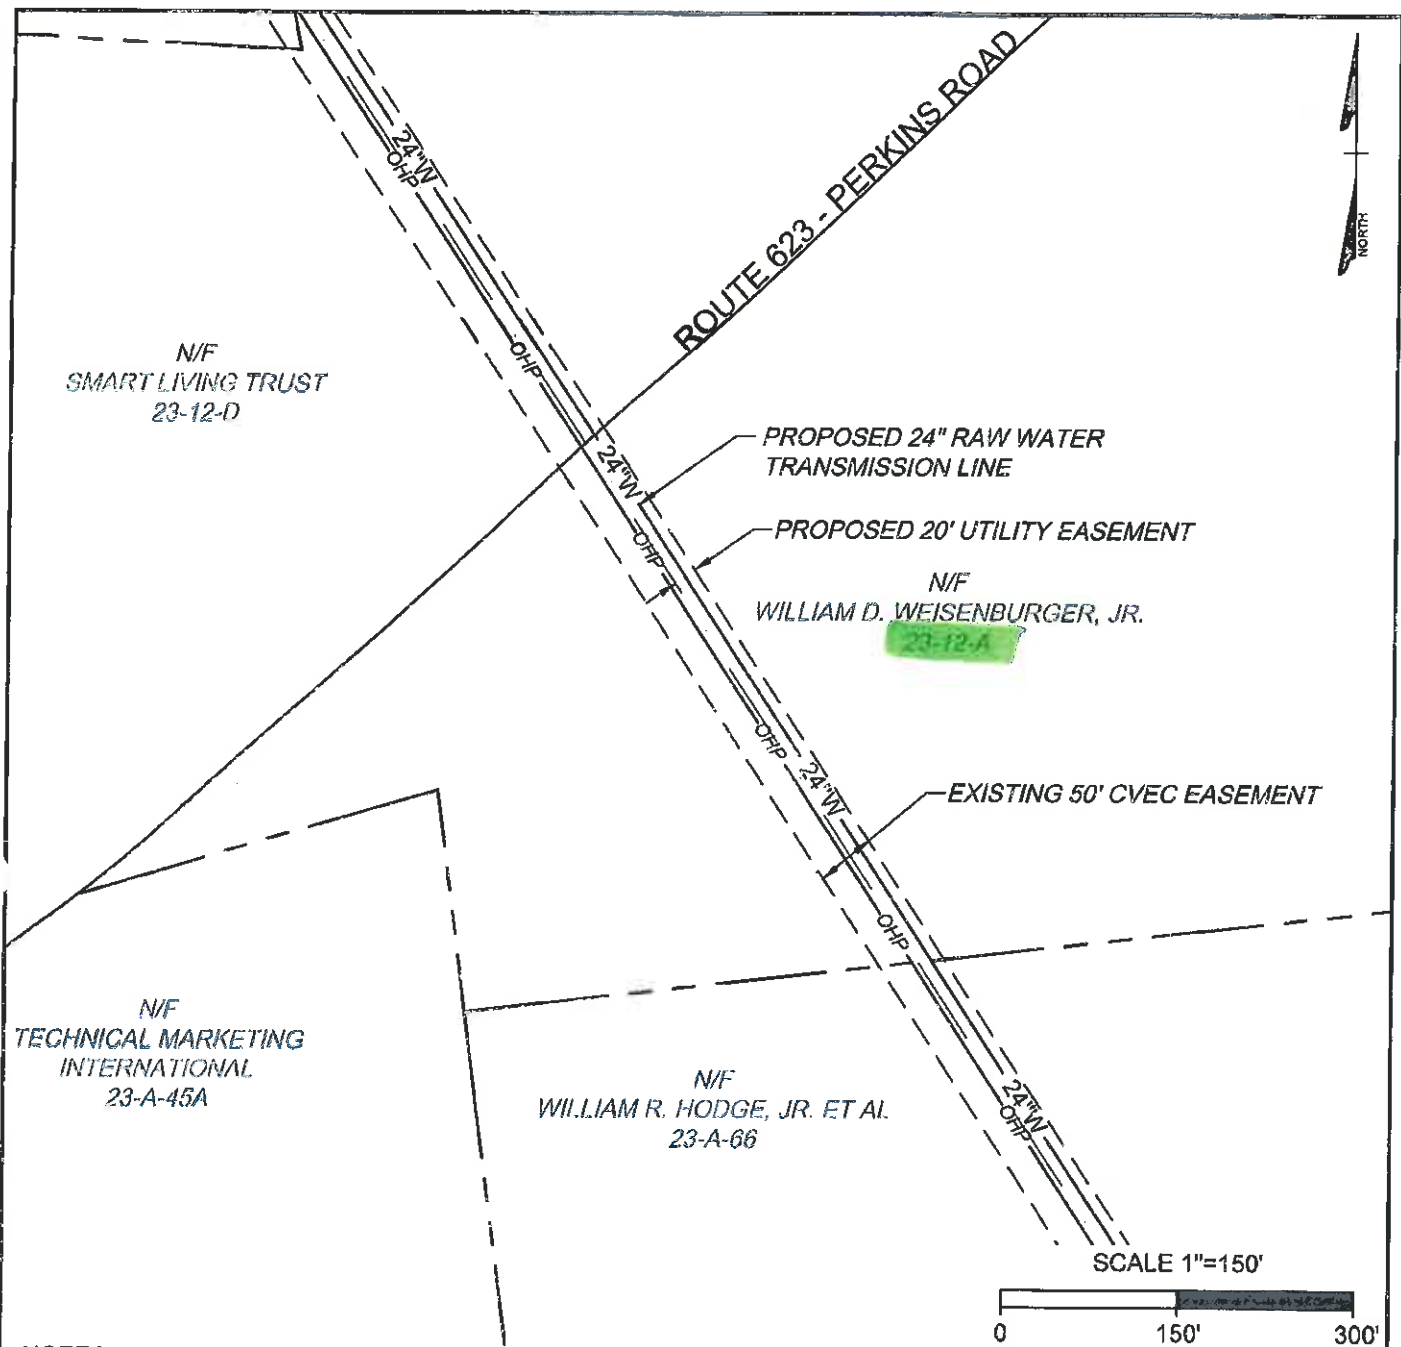 24"W
OHP
ROUTE 623 - PERKINS ROAD
NORTH
N/F
SMART LIVING TRUST
23-12-D
OHP
24"W
PROPOSED 24" RAW WATER
TRANSMISSION LINE
PROPOSED 20' UTILITY EASEMENT
OHP
N/F
WILLIAM D. WEISENBURGER, JR.
23-12-A
OHP
24"W
EXISTING 50' CVEC EASEMENT
OHP
N/F
TECHNICAL MARKETING
INTERNATIONAL
23-A-45A
N/F
WILLIAM R. HODGE, JR. ET AL
23-A-66
24"W
OHP
SCALE 1"=150'
0 150' 300'